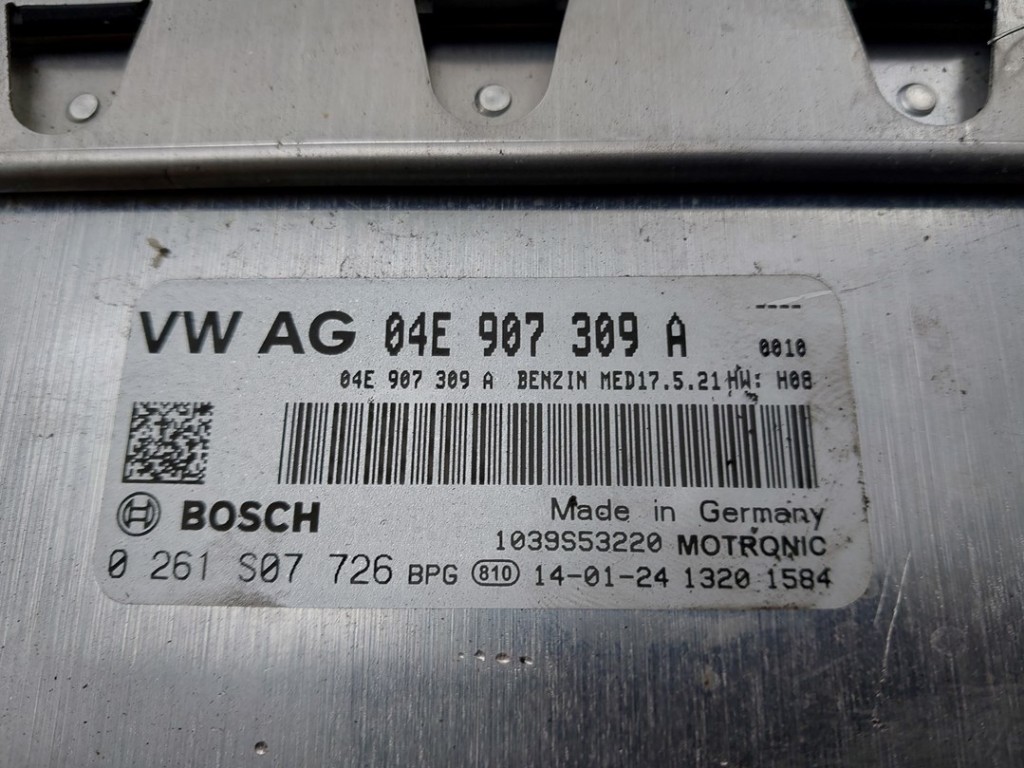 ----
VW AG 04E 907 309 A 0010
04E 907 309 A BENZIN MED17.5.21 HW: H08
BOSCH Made in Germany
1039S53220 MOTRONIC
0 261 S07 726 BPG 810 14-01-24 1320 1584